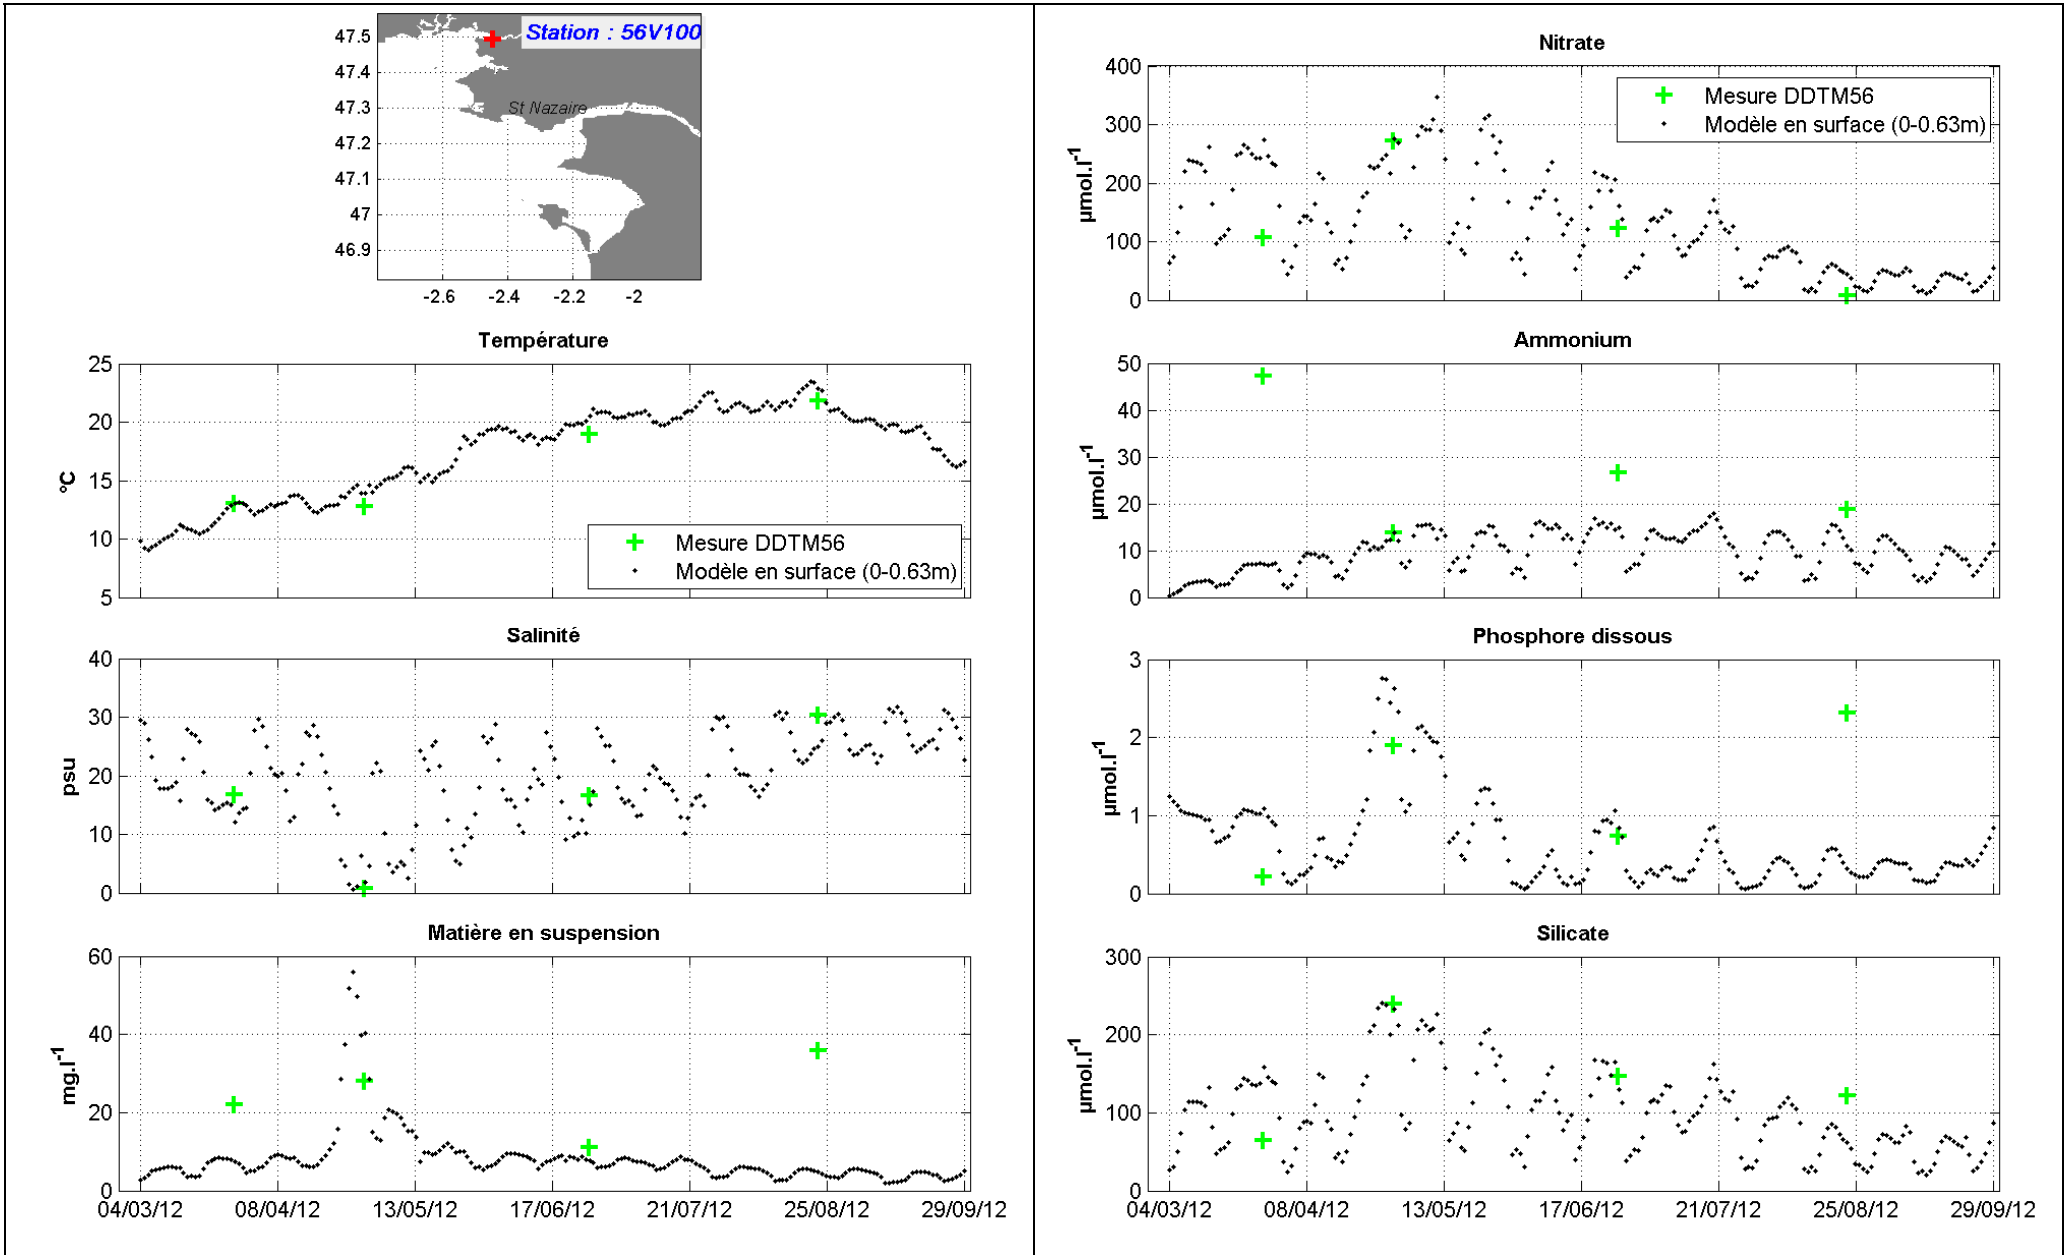 Station : 56V100
47.5
47.4
St Nazaire
47.3
47.2
47.1
47
46.9
-2.6 -2.4 -2.2 -2
Température
25
20
15
10
5
°C
Mesure DDTM56
Modèle en surface (0-0.63m)
Salinité
40
30
20
10
0
psu
Matière en suspension
60
40
20
0
mg.l-1
04/03/12 08/04/12 13/05/12 17/06/12 21/07/12 25/08/12 29/09/12
Nitrate
400
300
200
100
0
µmol.l-1
Mesure DDTM56
Modèle en surface (0-0.63m)
Ammonium
50
40
30
20
10
0
µmol.l-1
Phosphore dissous
3
2
1
0
µmol.l-1
Silicate
300
200
100
0
µmol.l-1
04/03/12 08/04/12 13/05/12 17/06/12 21/07/12 25/08/12 29/09/12